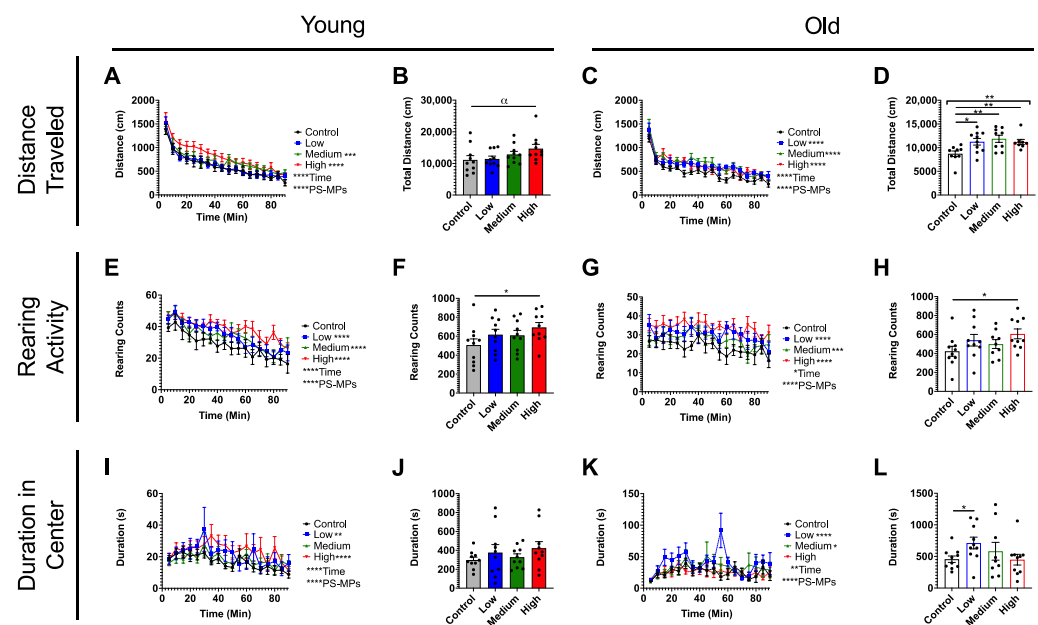 Young
Old
Distance
Traveled
A
Distance (cm)
2000
1500
1000
500
0
0
20
40
60
80
Time (Min)
Control
Low
Medium ***
High ****
****Time
****PS-MPs
B
Total Distance (cm)
30,000
20,000
10,000
0
α
Control
Low
Medium
High
C
Distance (cm)
2000
1500
1000
500
0
0
20
40
60
80
Time (Min)
Control
Low ****
Medium****
High ****
****Time
****PS-MPs
D
Total Distance (cm)
20,000
15,000
10,000
5000
0
**
**
**
*
Control
Low
Medium
High
Rearing
Activity
E
Rearing Counts
60
40
20
0
0
20
40
60
80
Time (Min)
Control
Low ****
Medium****
High****
****Time
****PS-MPs
F
Rearing Counts
1000
800
600
400
200
0
*
Control
Low
Medium
High
G
Rearing Counts
50
40
30
20
10
0
0
20
40
60
80
Time (Min)
Control
Low ****
Medium ***
High ****
*Time
****PS-MPs
H
Rearing Counts
1000
800
600
400
200
0
*
Control
Low
Medium
High
Duration in
Center
I
Duration (s)
60
40
20
0
0
20
40
60
80
Time (Min)
Control
Low **
Medium
High****
****Time
****PS-MPs
J
Duration (s)
1000
800
600
400
200
0
Control
Low
Medium
High
K
Duration (s)
150
100
50
0
0
20
40
60
80
Time (Min)
Control
Low ****
Medium *
High
**Time
****PS-MPs
L
Duration (s)
1500
1000
500
0
*
Control
Low
Medium
High